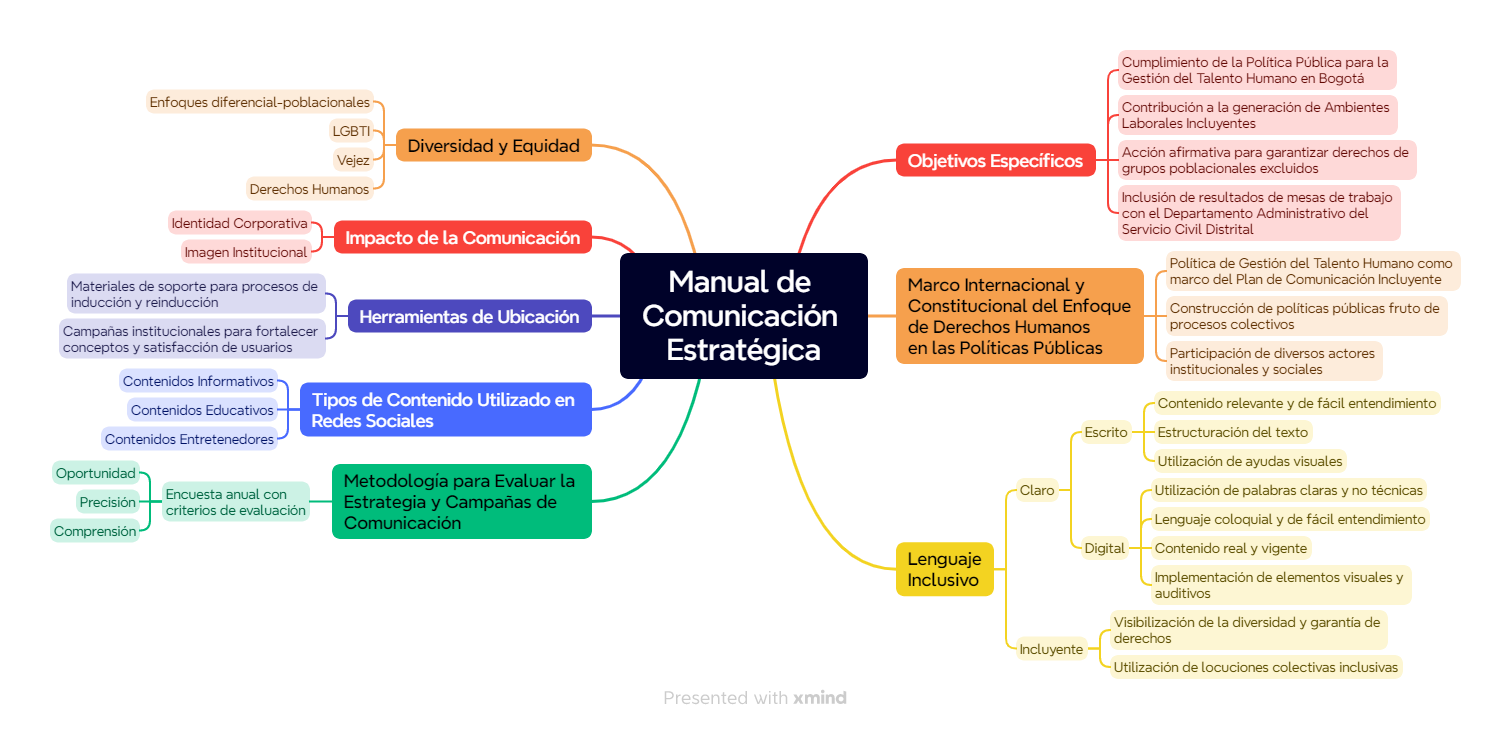 Manual de
Comunicación
Estratégica
Objetivos Específicos
Cumplimiento de la Política Pública para la
Gestión del Talento Humano en Bogotá
Contribución a la generación de Ambientes
Laborales Incluyentes
Acción afirmativa para garantizar derechos de
grupos poblacionales excluidos
Inclusión de resultados de mesas de trabajo
con el Departamento Administrativo del
Servicio Civil Distrital
Marco Internacional y
Constitucional del Enfoque
de Derechos Humanos
en las Políticas Públicas
Política de Gestión del Talento Humano como
marco del Plan de Comunicación Incluyente
Construcción de políticas públicas fruto de
procesos colectivos
Participación de diversos actores
institucionales y sociales
Lenguaje
Inclusivo
Claro
Escrito
Contenido relevante y de fácil entendimiento
Estructuración del texto
Utilización de ayudas visuales
Digital
Utilización de palabras claras y no técnicas
Lenguaje coloquial y de fácil entendimiento
Contenido real y vigente
Implementación de elementos visuales y
auditivos
Incluyente
Visibilización de la diversidad y garantía de
derechos
Utilización de locuciones colectivas inclusivas
Diversidad y Equidad
Enfoques diferencial-poblacionales
LGBTI
Vejez
Derechos Humanos
Impacto de la Comunicación
Identidad Corporativa
Imagen Institucional
Herramientas de Ubicación
Materiales de soporte para procesos de
inducción y reinducción
Campañas institucionales para fortalecer
conceptos y satisfacción de usuarios
Tipos de Contenido Utilizado en
Redes Sociales
Contenidos Informativos
Contenidos Educativos
Contenidos Entretenedores
Metodología para Evaluar la
Estrategia y Campañas de
Comunicación
Encuesta anual con
criterios de evaluación
Oportunidad
Precisión
Comprensión
Presented with xmind